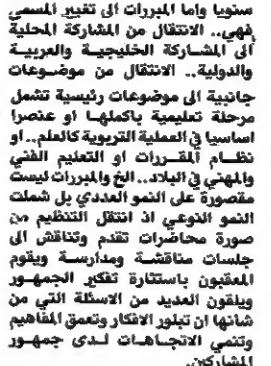 سنويا واما المبررات الى تغيير المسمى
فهي.. الانتقال من المشاركة المحلية
الى المشاركة الخليجية والعربية
والدولية.. الانتقال من موضوعات
جانبية الى موضوعات رئيسية تشمل
مرحلة تعليمية باكملها او عنصرا
اساسيا في العملية التربوية كالعلم.. او
نظام المقررات او التعليم الفني
والمهني في البلاد.. الخ والمبررات ليست
مقصورة على النمو العددي بل شملت
النمو النوعي اذ انتقل التنظيم من
صورة محاضرات تقدم وتناقش الى
جلسات مناقشة ومدارسة ويقوم
المعقبون باستثارة تفكير الجمهور
ويلقون العديد من الاسئلة التي من
شانها ان تبلور الافكار وتعمق المفاهيم
وتنمي الاتجاهات لدى جمهور
المشاركين.